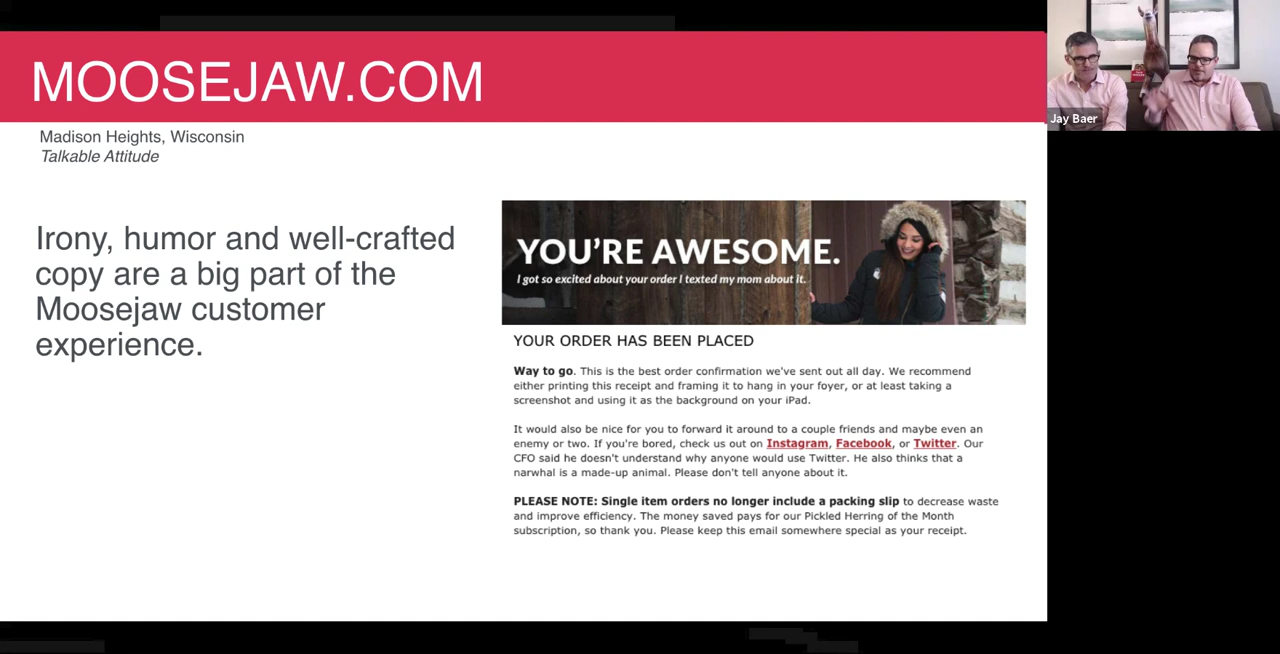 MOOSEJAW.COM
Madison Heights, Wisconsin
Talkable Attitude
Irony, humor and well-crafted
copy are a big part of the
Moosejaw customer
experience.
YOU'RE AWESOME.
I got so excited about your order I texted my mom about it.
YOUR ORDER HAS BEEN PLACED
Way to go. This is the best order confirmation we've sent out all day. We recommend
either printing this receipt and framing it to hang in your foyer, or at least taking a
screenshot and using it as the background on your iPad.
It would also be nice for you to forward it around to a couple friends and maybe even an
enemy or two. If you're bored, check us out on Instagram, Facebook, or Twitter. Our
CFO said he doesn't understand why anyone would use Twitter. He also thinks that a
narwhal is a made-up animal. Please don't tell anyone about it.
PLEASE NOTE: Single item orders no longer include a packing slip to decrease waste
and improve efficiency. The money saved pays for our Pickled Herring of the Month
subscription, so thank you. Please keep this email somewhere special as your receipt.
Jay Baer